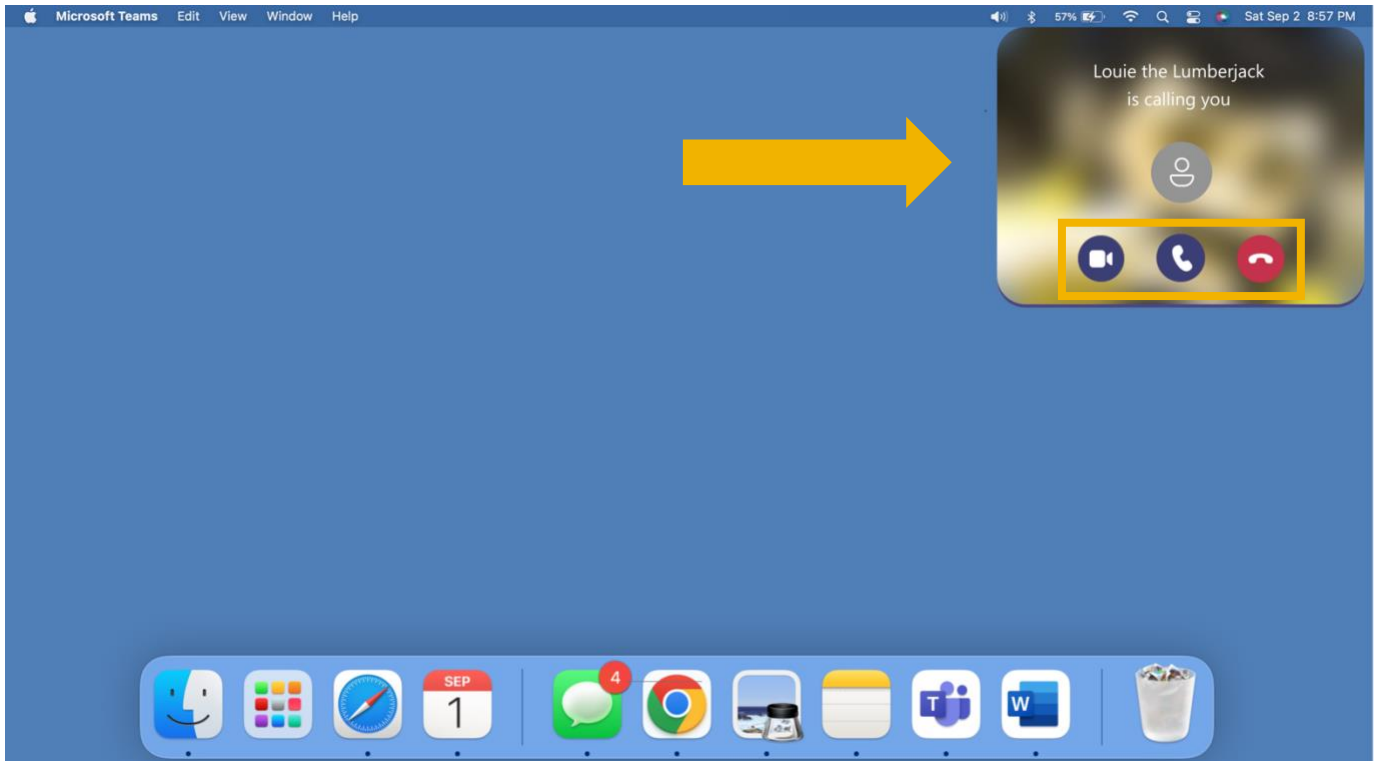 Microsoft Teams Edit View Window Help 57% Sat Sep 2 8:57 PM
Louie the Lumberjack
is calling you
4
SEP
1
T
W